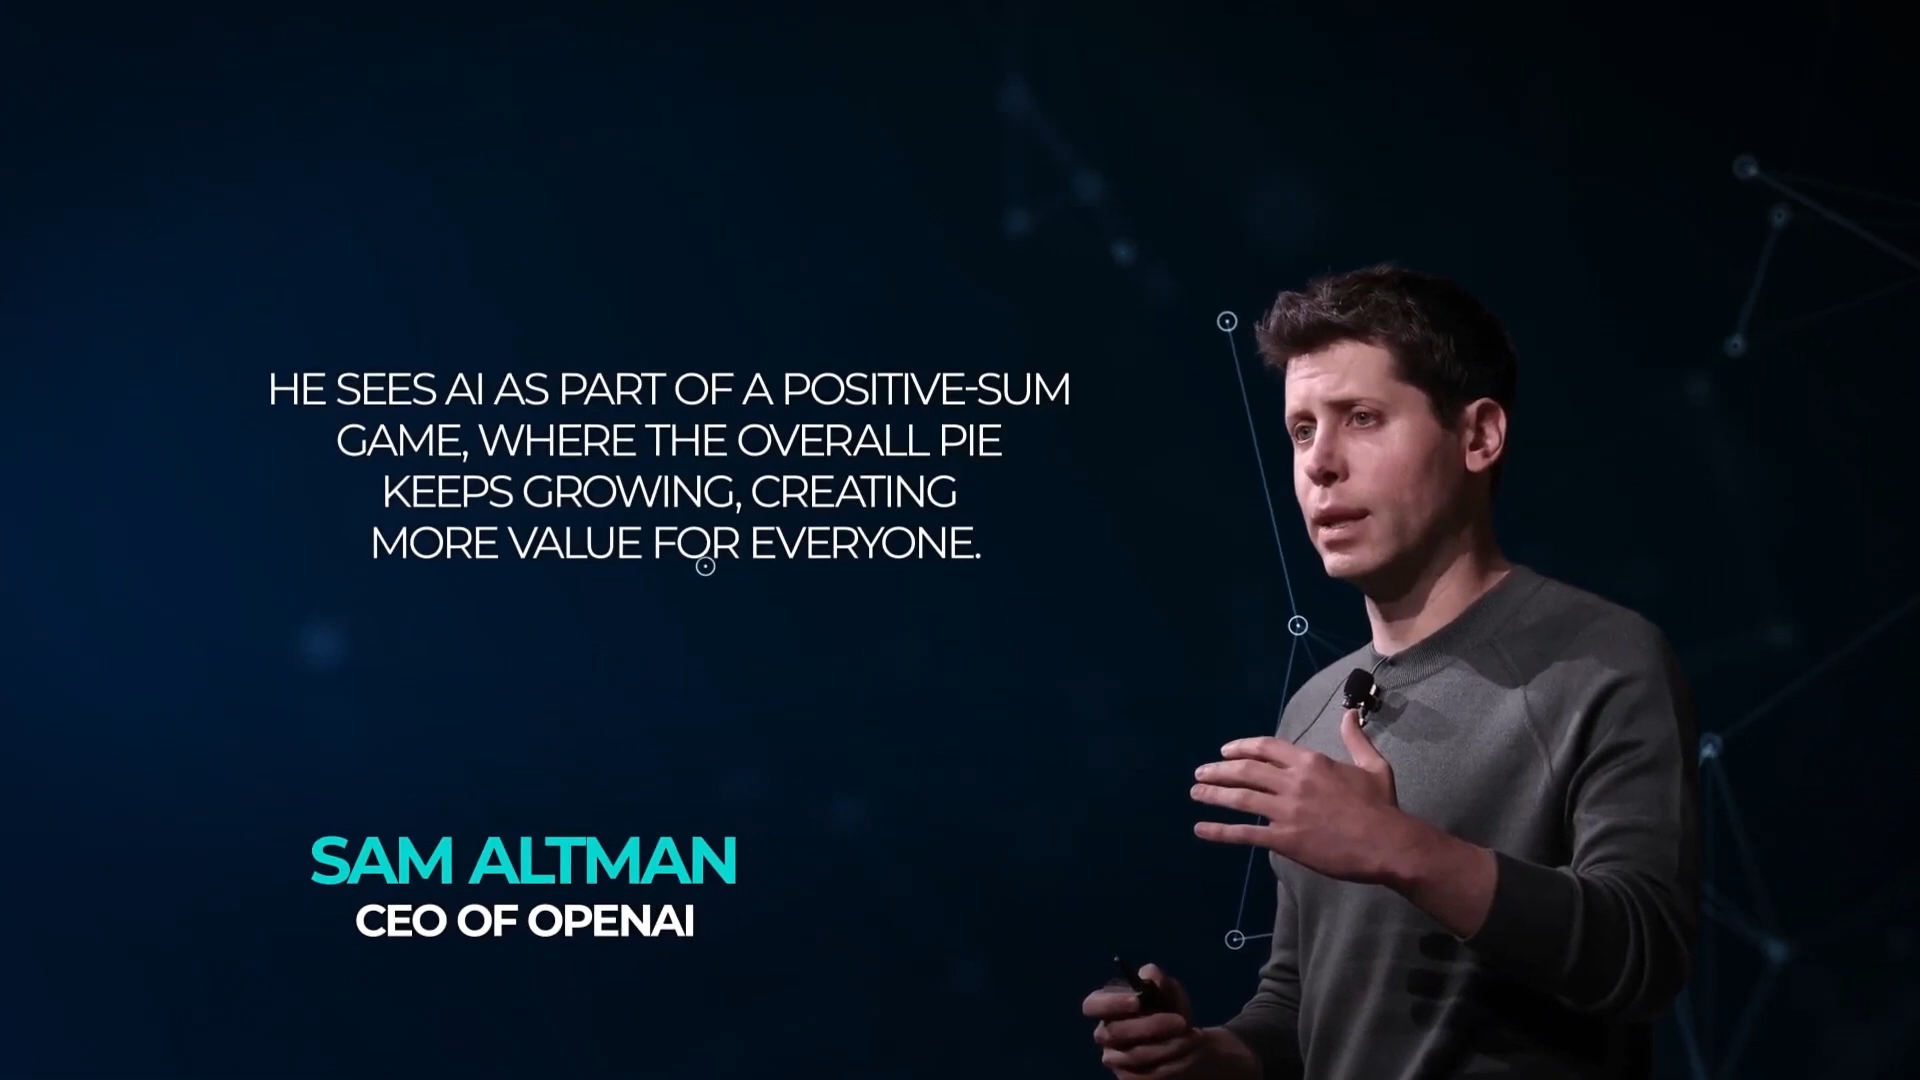 HE SEES AI AS PART OF A POSITIVE-SUM
GAME, WHERE THE OVERALL PIE
KEEPS GROWING, CREATING
MORE VALUE FOR EVERYONE.
SAM ALTMAN
CEO OF OPENAI